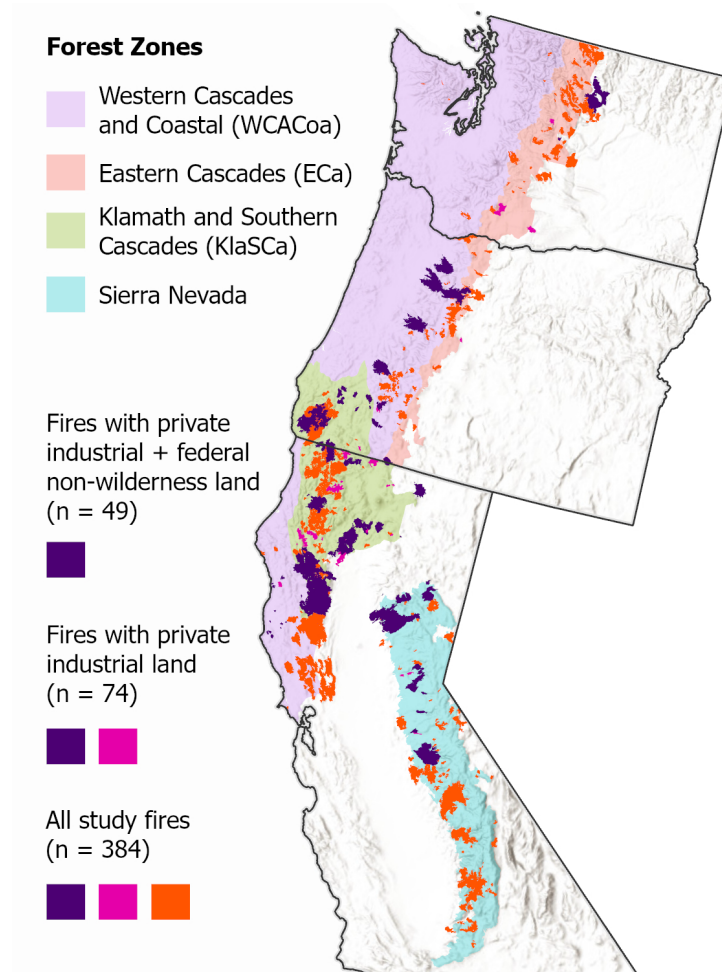 Forest Zones
Western Cascades
and Coastal (WCACoa)
Eastern Cascades (ECa)
Klamath and Southern
Cascades (KlaSCa)
Sierra Nevada
Fires with private
industrial + federal
non-wilderness land
(n = 49)
Fires with private
industrial land
(n = 74)
All study fires
(n = 384)